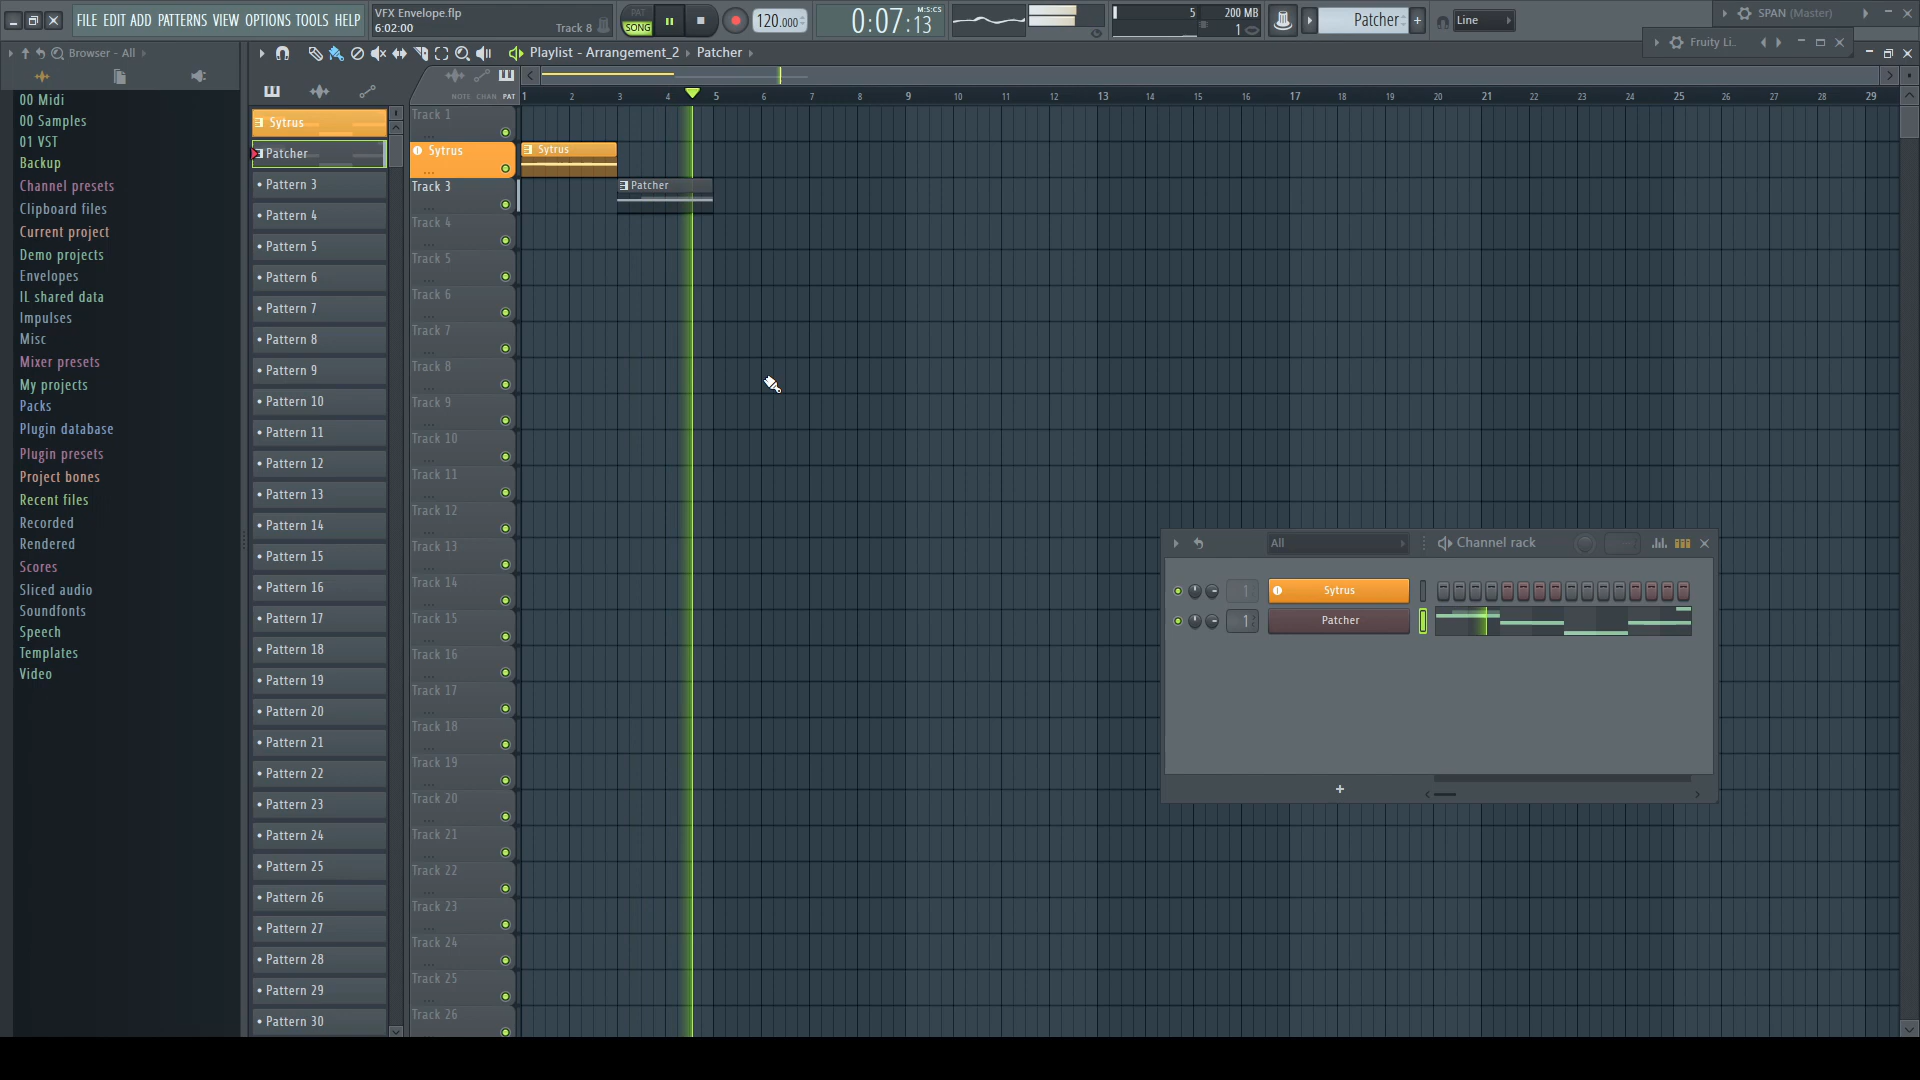 FILE EDIT ADD PATTERNS VIEW OPTIONS TOOLS HELP
VFX Envelope.flp
6:02:00
Track 8
PAT
SONG
120.000
0:07:13
M:S:CS
5
200 MB
1
Patcher
Line
SPAN (Master)
Fruity Li..
Browser - All
Playlist - Arrangement_2
Patcher
00 Midi
00 Samples
01 VST
Backup
Channel presets
Clipboard files
Current project
Demo projects
Envelopes
IL shared data
Impulses
Misc
Mixer presets
My projects
Packs
Plugin database
Plugin presets
Project bones
Recent files
Recorded
Rendered
Scores
Sliced audio
Soundfonts
Speech
Templates
Video
Sytrus
Patcher
Pattern 3
Pattern 4
Pattern 5
Pattern 6
Pattern 7
Pattern 8
Pattern 9
Pattern 10
Pattern 11
Pattern 12
Pattern 13
Pattern 14
Pattern 15
Pattern 16
Pattern 17
Pattern 18
Pattern 19
Pattern 20
Pattern 21
Pattern 22
Pattern 23
Pattern 24
Pattern 25
Pattern 26
Pattern 27
Pattern 28
Pattern 29
Pattern 30
NOTE CHAN PAT
1 2 3 4 5 6 7 8 9 10 11 12 13 14 15 16 17 18 19 20 21 22 23 24 25 26 27 28 29
Track 1
Sytrus
Sytrus
Track 3
Patcher
Track 4
Track 5
Track 6
Track 7
Track 8
Track 9
Track 10
Track 11
Track 12
Track 13
Track 14
Track 15
Track 16
Track 17
Track 18
Track 19
Track 20
Track 21
Track 22
Track 23
Track 24
Track 25
Track 26
All
Channel rack
1
Sytrus
1
Patcher